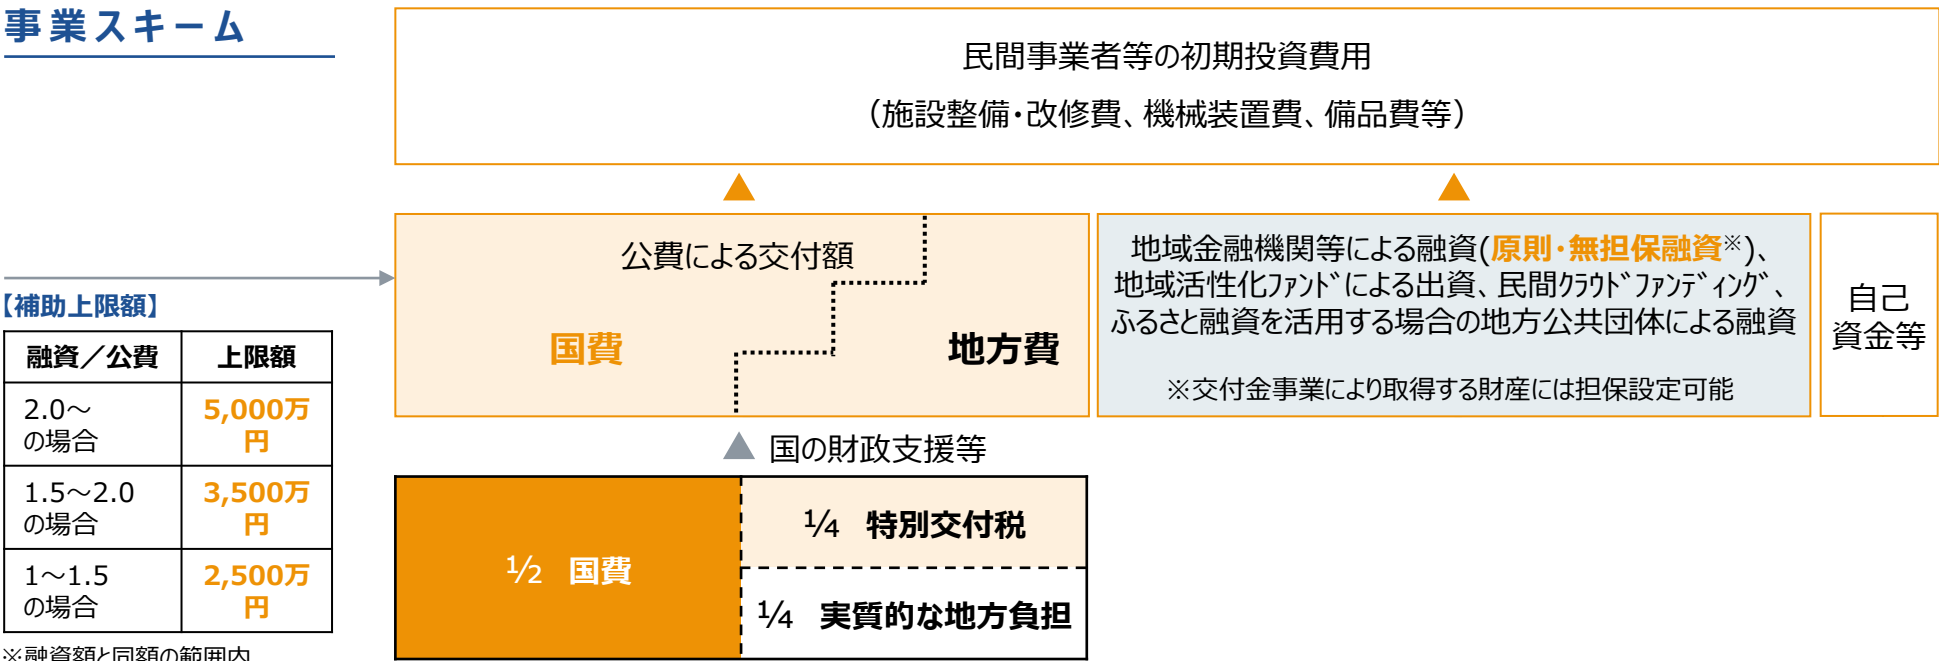 事業スキーム
民間事業者等の初期投資費用
（施設整備・改修費、機械装置費、備品費等）
公費による交付額
国費
地方費
地域金融機関等による融資(原則・無担保融資※)、
地域活性化ﾌｧﾝﾄﾞによる出資、民間ｸﾗｳﾄﾞﾌｧﾝﾃﾞｨﾝｸﾞ、
ふるさと融資を活用する場合の地方公共団体による融資
※交付金事業により取得する財産には担保設定可能
自己
資金等
【補助上限額】
融資／公費 上限額
2.0～
の場合
5,000万
円
1.5～2.0
の場合
3,500万
円
1～1.5
の場合
2,500万
円
※融資額と同額の範囲内
国の財政支援等
½ 国費
¼ 特別交付税
¼ 実質的な地方負担